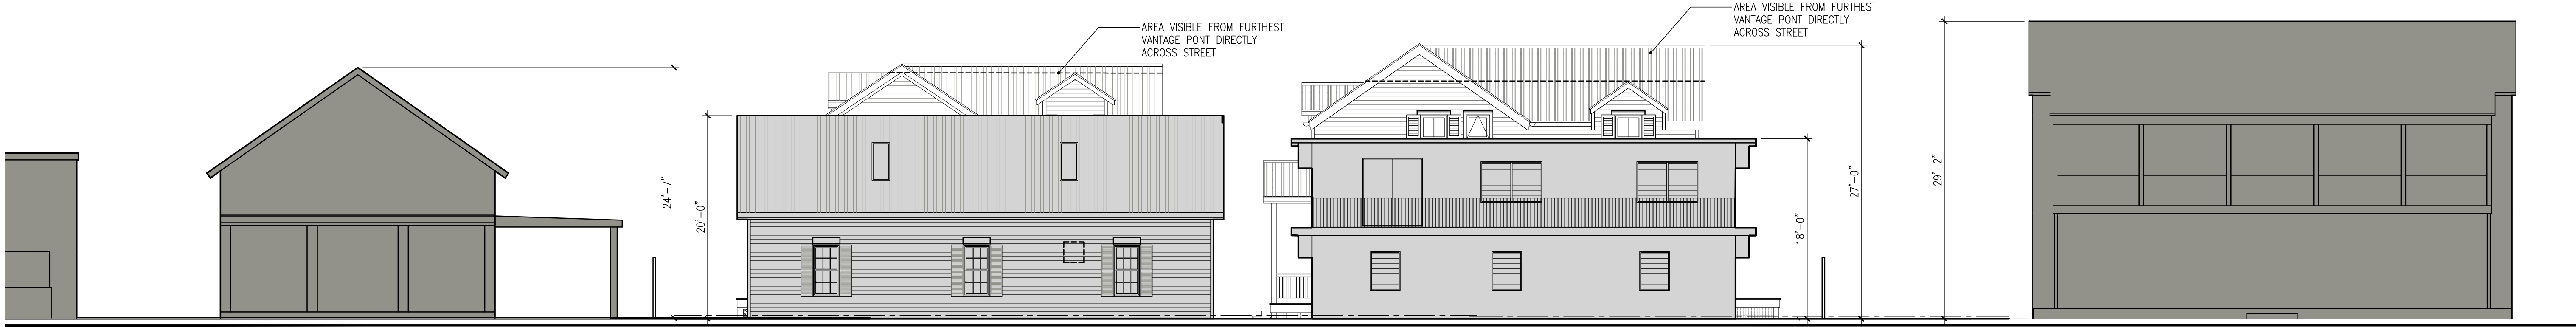 AREA VISIBLE FROM FURTHEST
VANTAGE PONT DIRECTLY
ACROSS STREET
AREA VISIBLE FROM FURTHEST
VANTAGE PONT DIRECTLY
ACROSS STREET
24'-7"
20'-0"
18'-0"
27'-0"
29'-2"